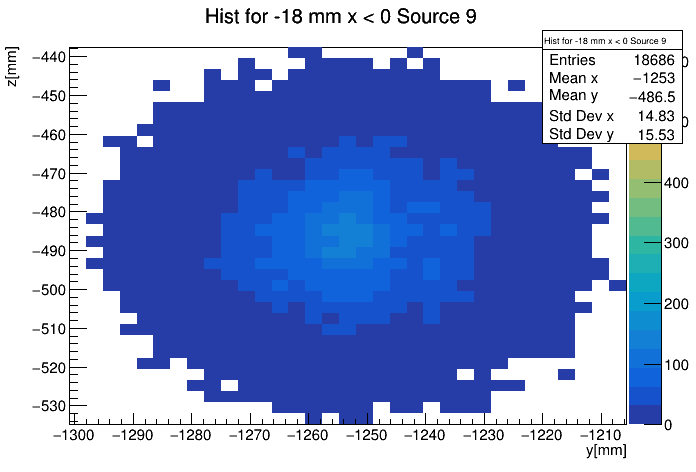 Hist for -18 mm x < 0 Source 9
z[mm]
Hist for -18 mm x < 0 Source 9
Entries 18686
Mean x −1253
Mean y −486.5
Std Dev x 14.83
Std Dev y 15.53
−440
−450
−460
−470
−480
−490
−500
−510
−520
−530
400
300
200
100
0
−1300 −1290 −1280 −1270 −1260 −1250 −1240 −1230 −1220 −1210
y[mm]